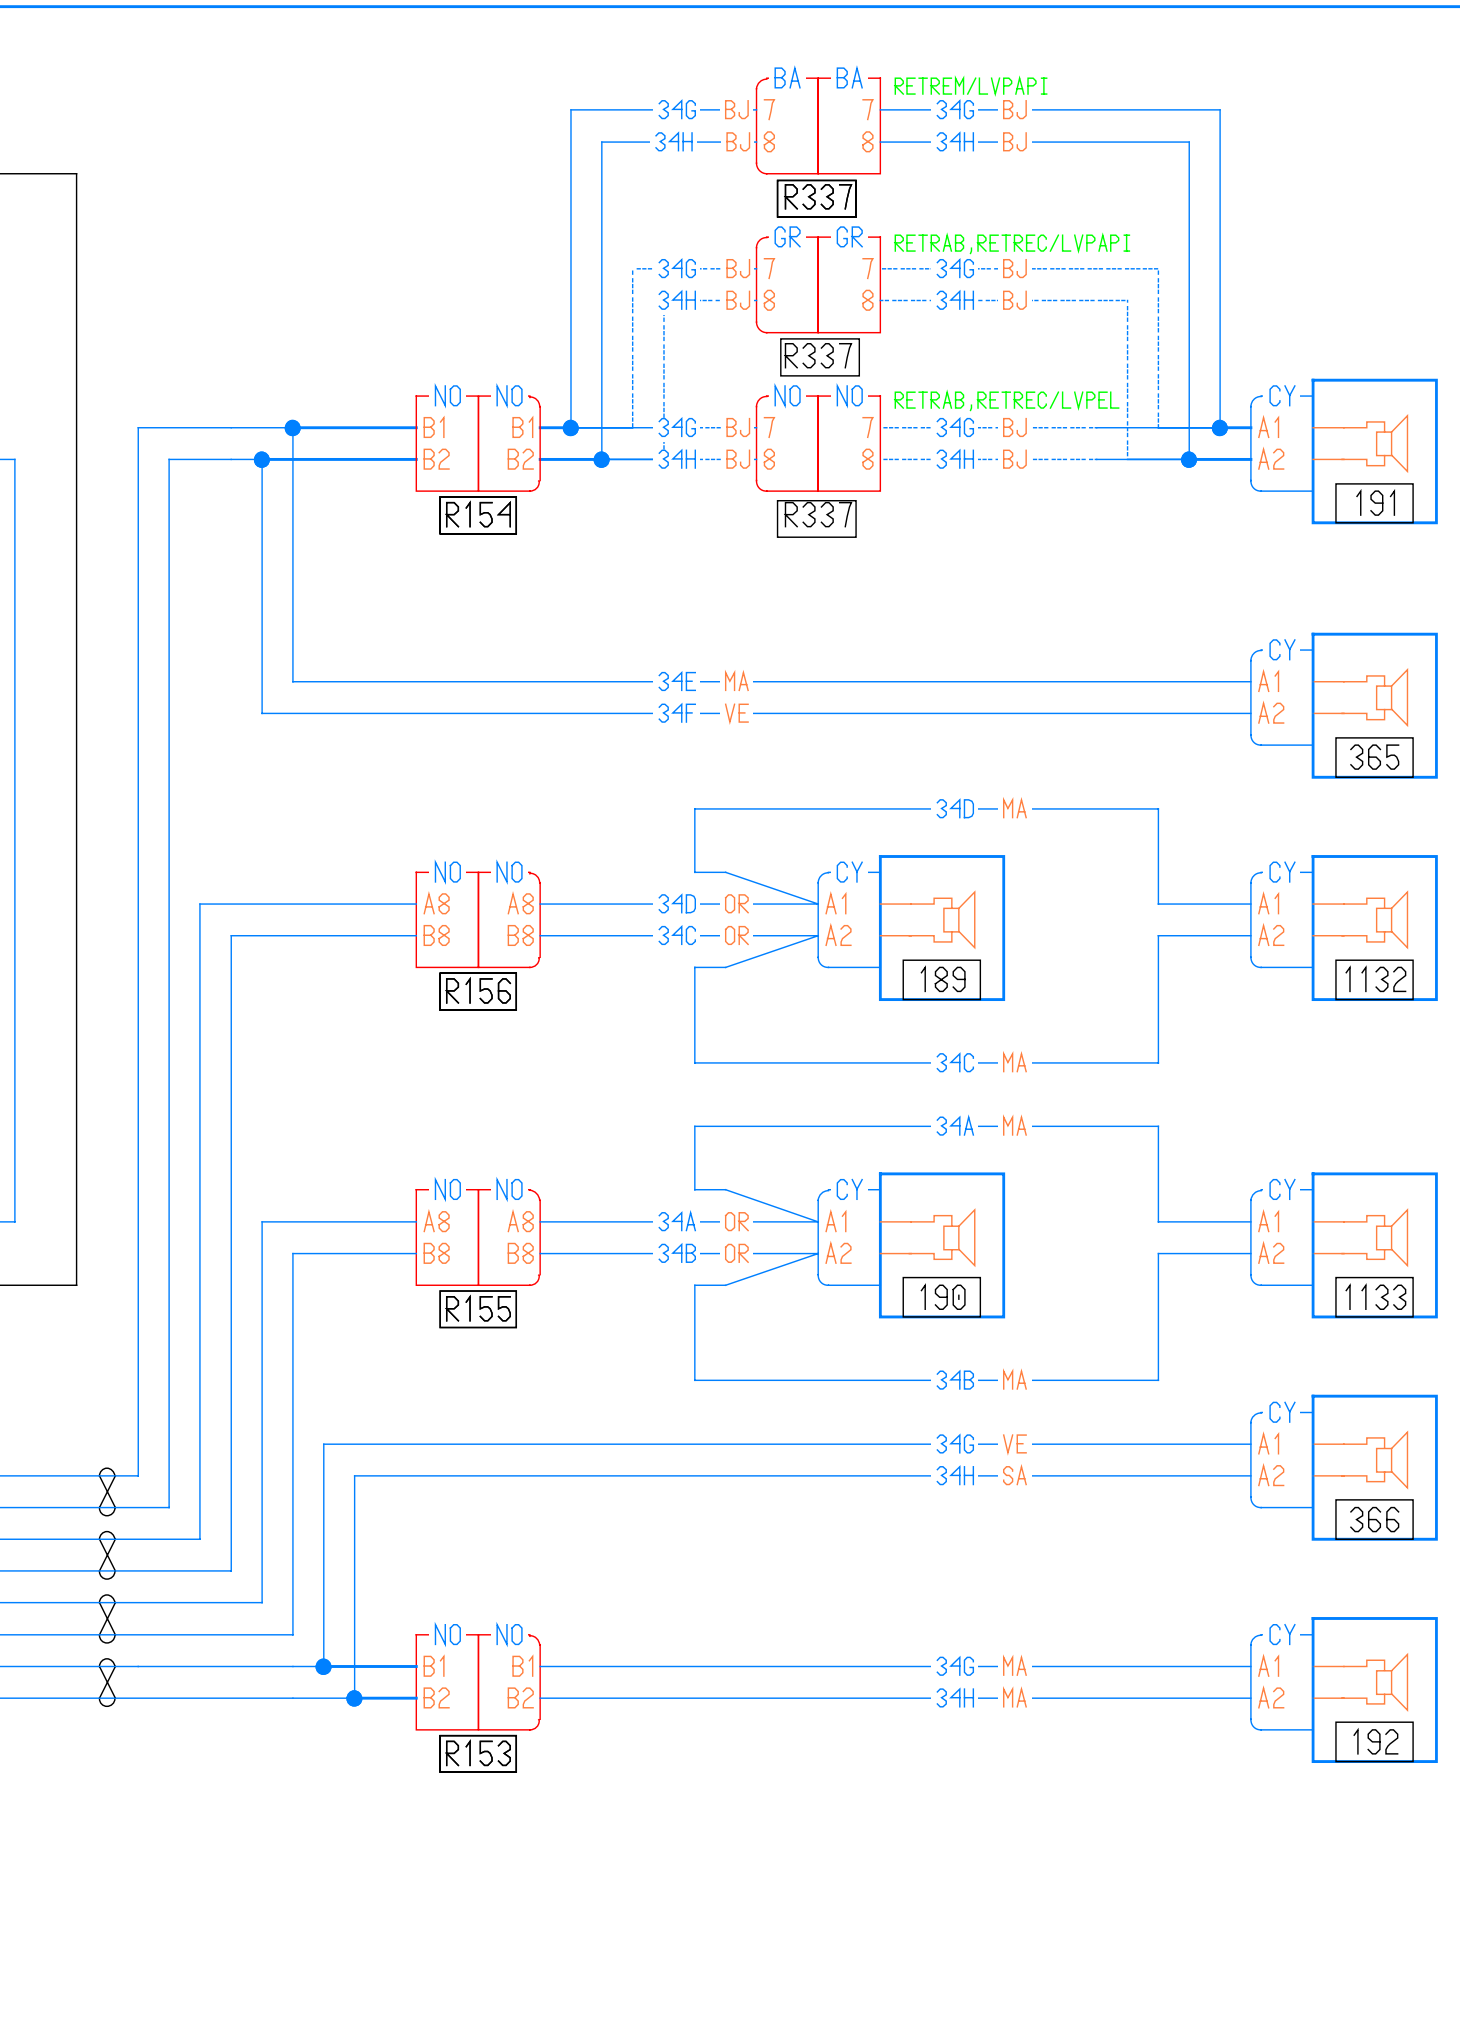 BA BA RETREM/LVPAPI
34G BJ 7 7 34G BJ
34H BJ 8 8 34H BJ
R337
GR GR RETRAB,RETREC/LVPAPI
34G BJ 7 7 34G BJ
34H BJ 8 8 34H BJ
R337
NO NO NO NO RETRAB,RETREC/LVPEL CY
B1 B1 34G BJ 7 7 34G BJ A1
B2 B2 34H BJ 8 8 34H BJ A2
R154 R337 191
CY
34E MA A1
34F VE A2
365
34D MA
NO NO CY CY
A8 A8 34D OR A1 A1
B8 B8 34C OR A2 A2
R156 189 1132
34C MA
34A MA
NO NO CY CY
A8 A8 34A OR A1 A1
B8 B8 34B OR A2 A2
R155 190 1133
34B MA
CY
34G VE A1
34H SA A2
366
NO NO CY
B1 B1 34G MA A1
B2 B2 34H MA A2
R153 192